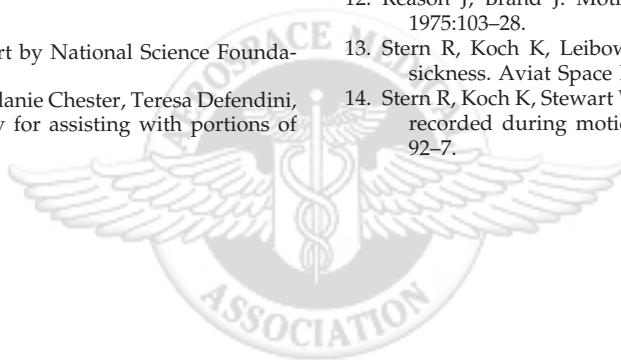 rt by National Science Founda-
lanie Chester, Teresa Defendini,
for assisting with portions of
12. Reason J, Brand J. Moti
1975:103–28.
13. Stern R, Koch K, Leibow
sickness. Aviat Space
14. Stern R, Koch K, Stewart
recorded during motio
92–7.
AEROSPACE MEDICAL
ASSOCIATION